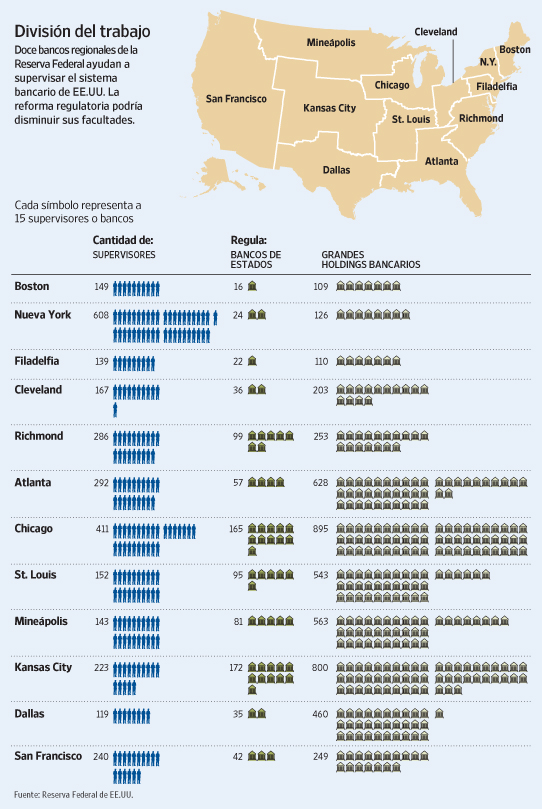 División del trabajo
Doce bancos regionales de la
Reserva Federal ayudan a
supervisar el sistema
bancario de EE.UU. La
reforma regulatoria podría
disminuir sus facultades.
Cleveland
Mineápolis
Boston
N.Y.
Chicago
Filadelfia
San Francisco
Kansas City
St. Louis
Richmond
Atlanta
Dallas
Cada símbolo representa a
15 supervisores o bancos
Cantidad de:
SUPERVISORES
Regula:
BANCOS DE
ESTADOS
GRANDES
HOLDINGS BANCARIOS
Boston 149 16 109
Nueva York 608 24 126
Filadelfia 139 22 110
Cleveland 167 36 203
Richmond 286 99 253
Atlanta 292 57 628
Chicago 411 165 895
St. Louis 152 95 543
Mineápolis 143 81 563
Kansas City 223 172 800
Dallas 119 35 460
San Francisco 240 42 249
Fuente: Reserva Federal de EE.UU.